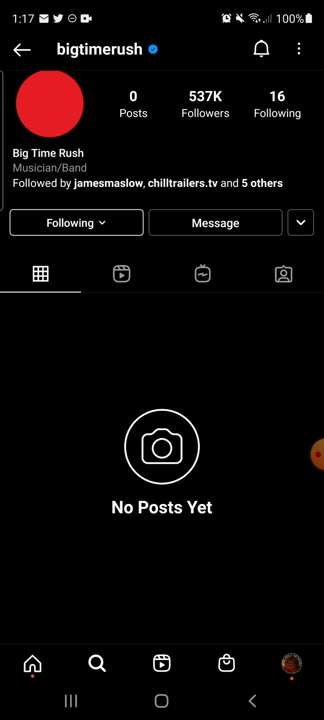 1:17 100%
bigtimerush
0 537K 16
Posts Followers Following
Big Time Rush
Musician/Band
Followed by jamesmaslow, chilltrailers.tv and 5 others
Following Message
No Posts Yet